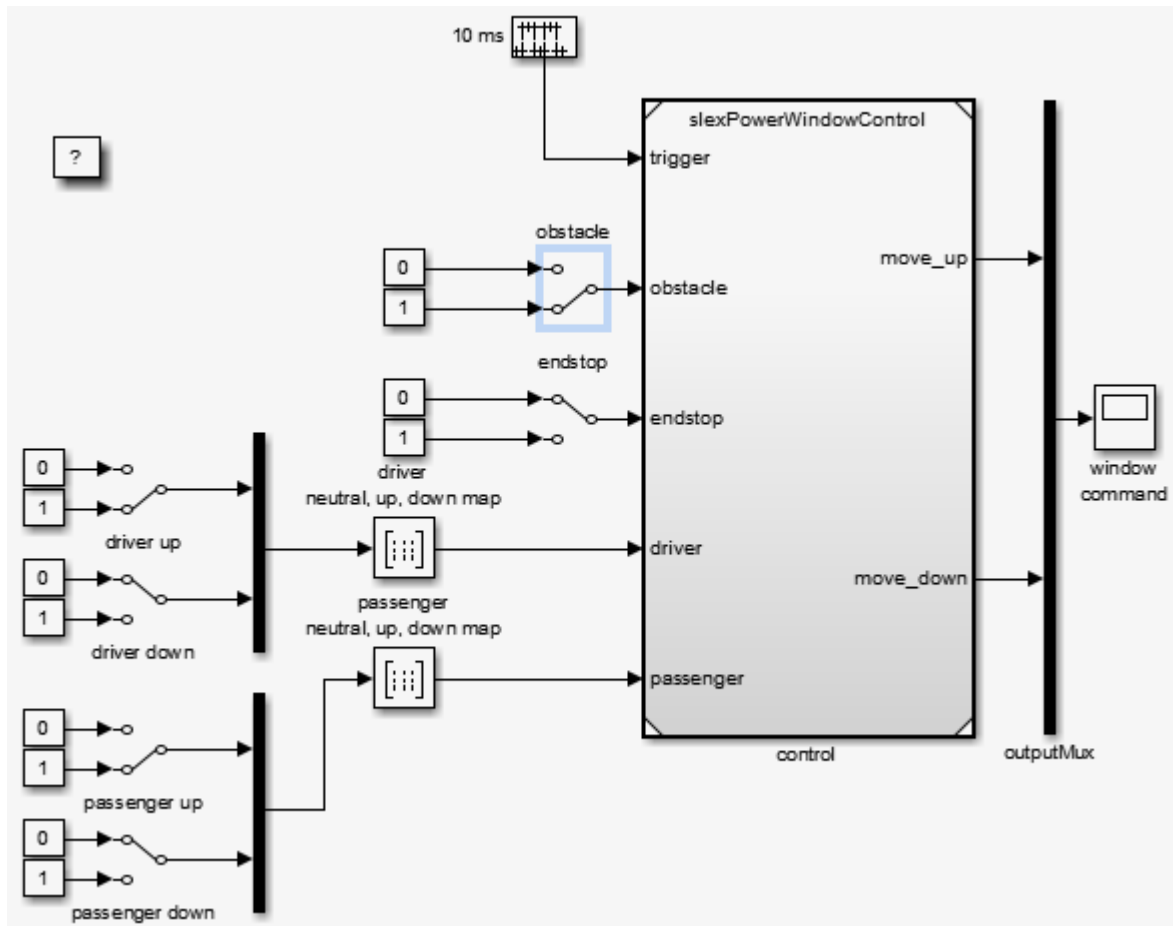 10 ms
?
slexPowerWindowControl
trigger
obstacle
0
1
obstacle
move_up
endstop
0
1
endstop
driver
neutral, up, down map
window
command
0
1
driver up
driver
0
1
driver down
passenger
neutral, up, down map
move_down
passenger
0
1
passenger up
0
1
passenger down
control
outputMux